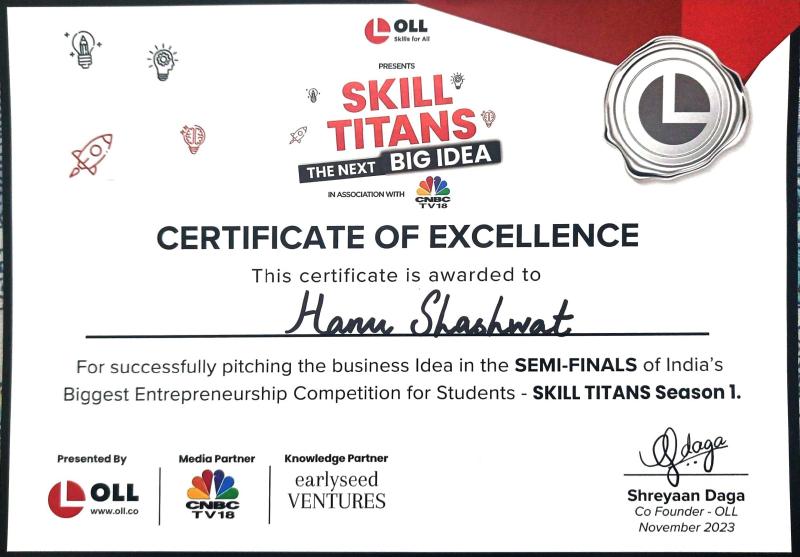 OLL
Skills for All
PRESENTS
SKILL
TITANS
THE NEXT BIG IDEA
IN ASSOCIATION WITH CNBC TV18
CERTIFICATE OF EXCELLENCE
This certificate is awarded to
Hanu Shashwat
For successfully pitching the business Idea in the SEMI-FINALS of India's
Biggest Entrepreneurship Competition for Students - SKILL TITANS Season 1.
Presented By
OLL
www.oll.co
Media Partner
CNBC
TV18
Knowledge Partner
earlyseed
VENTURES
Sdaga
Shreyaan Daga
Co Founder - OLL
November 2023